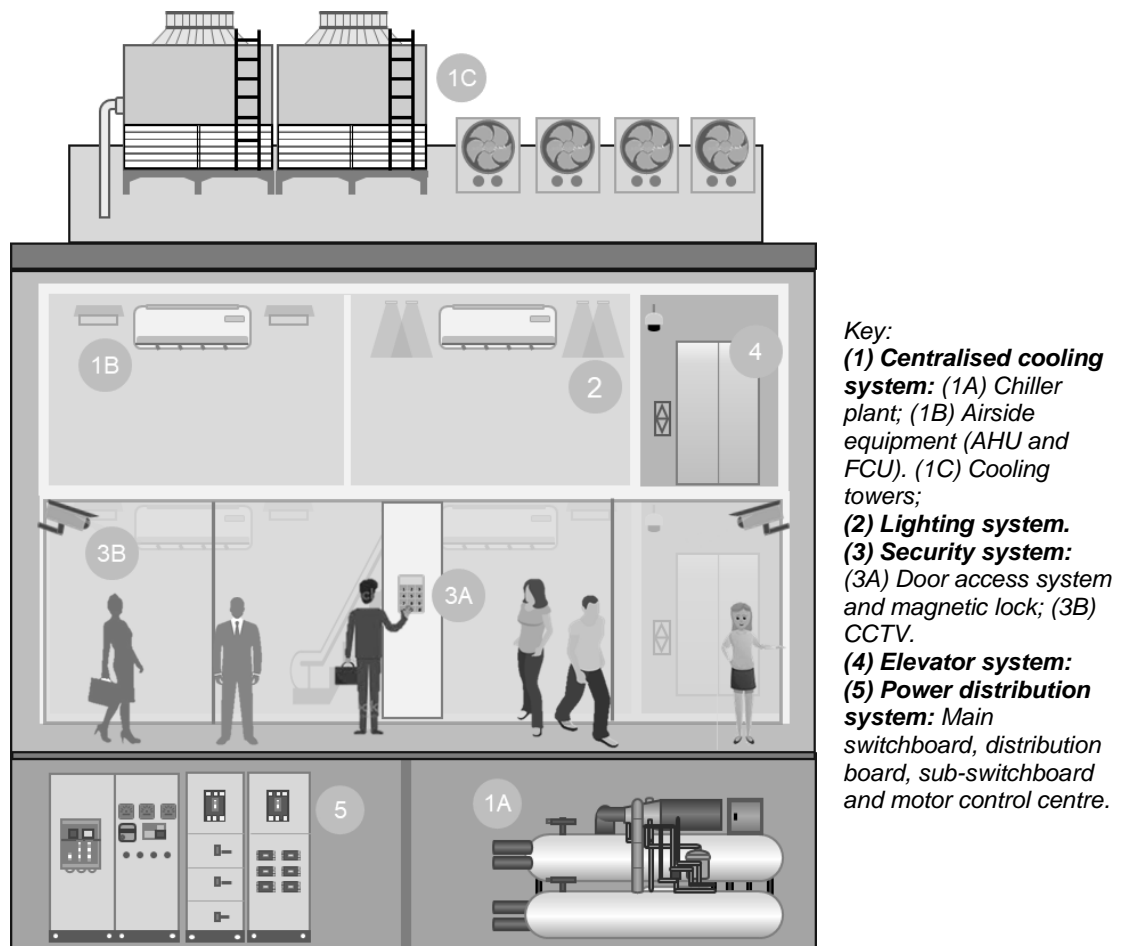 1C
1B
2
4
3B
3A
5
1A
Key:
(1) Centralised cooling
system: (1A) Chiller
plant; (1B) Airside
equipment (AHU and
FCU). (1C) Cooling
towers;
(2) Lighting system.
(3) Security system:
(3A) Door access system
and magnetic lock; (3B)
CCTV.
(4) Elevator system:
(5) Power distribution
system: Main
switchboard, distribution
board, sub-switchboard
and motor control centre.